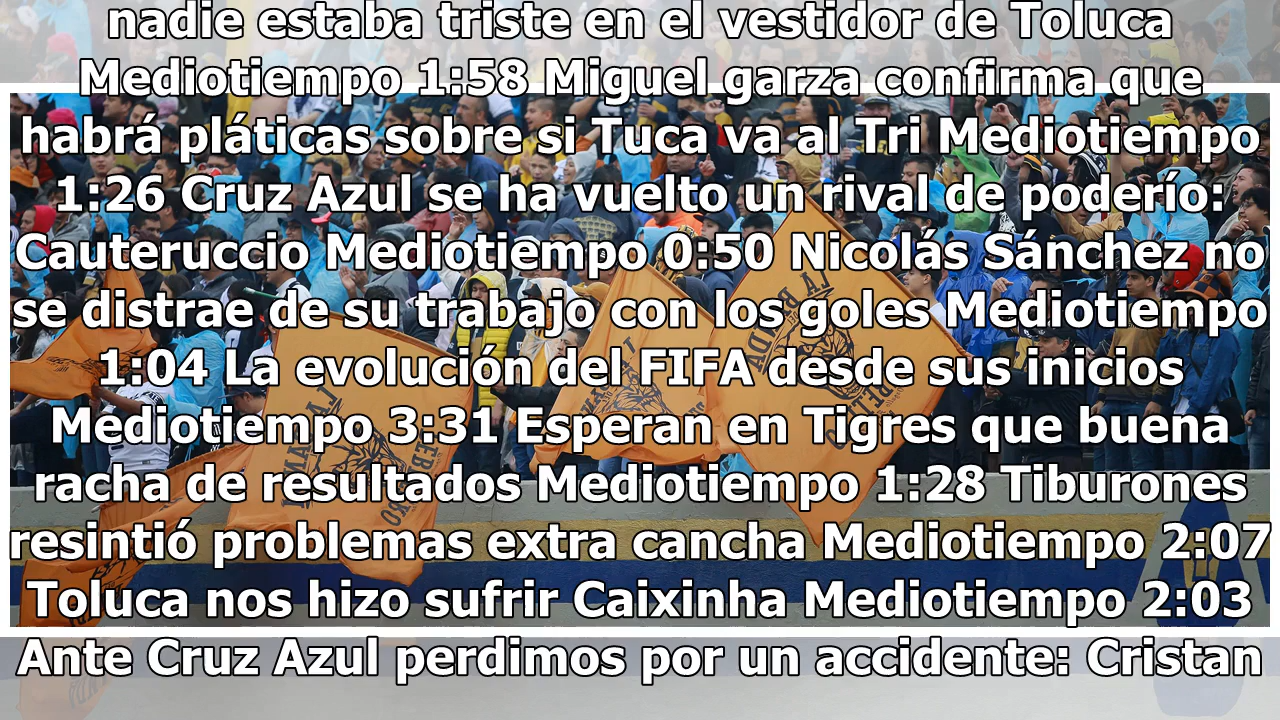 nadie estaba triste en el vestidor de Toluca
Mediotiempo 1:58 Miguel garza confirma que
habrá pláticas sobre si Tuca va al Tri Mediotiempo
1:26 Cruz Azul se ha vuelto un rival de poderío:
Cauteruccio Mediotiempo 0:50 Nicolás Sánchez no
se distrae de su trabajo con los goles Mediotiempo
1:04 La evolución del FIFA desde sus inicios
Mediotiempo 3:31 Esperan en Tigres que buena
racha de resultados Mediotiempo 1:28 Tiburones
resintió problemas extra cancha Mediotiempo 2:07
Toluca nos hizo sufrir Caixinha Mediotiempo 2:03
Ante Cruz Azul perdimos por un accidente: Cristan